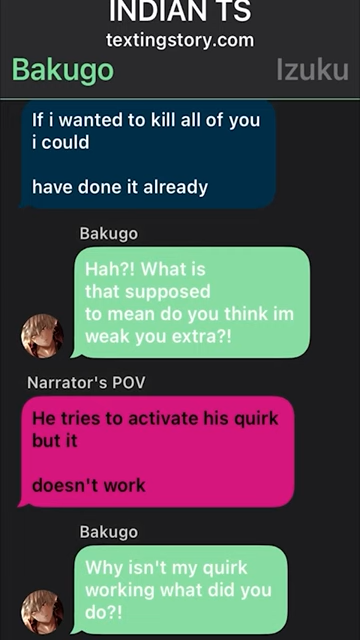 INDIAN TS
textingstory.com
Bakugo Izuku
If i wanted to kill all of you
i could
have done it already
Bakugo
Hah?! What is
that supposed
to mean do you think im
weak you extra?!
Narrator's POV
He tries to activate his quirk
but it
doesn't work
Bakugo
Why isn't my quirk
working what did you
do?!